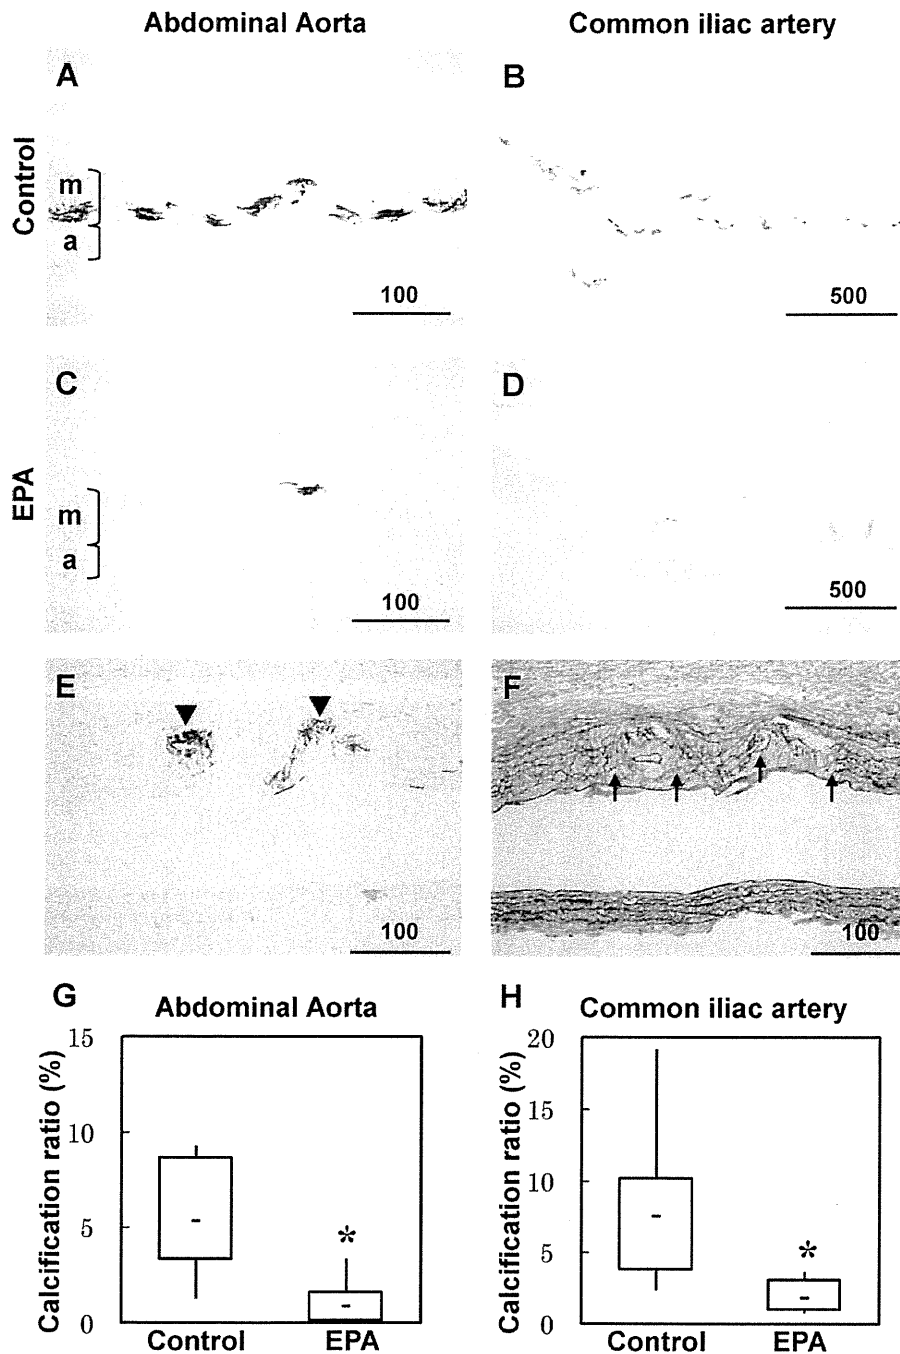 Abdominal Aorta
Common iliac artery
A
B
Control
m
a
100
500
C
D
EPA
m
a
100
500
E
F
100
100
G
H
Abdominal Aorta
Common iliac artery
Calcification ratio (%)
15
10
5
0
*
Control
EPA
Calcification ratio (%)
20
15
10
5
0
*
Control
EPA